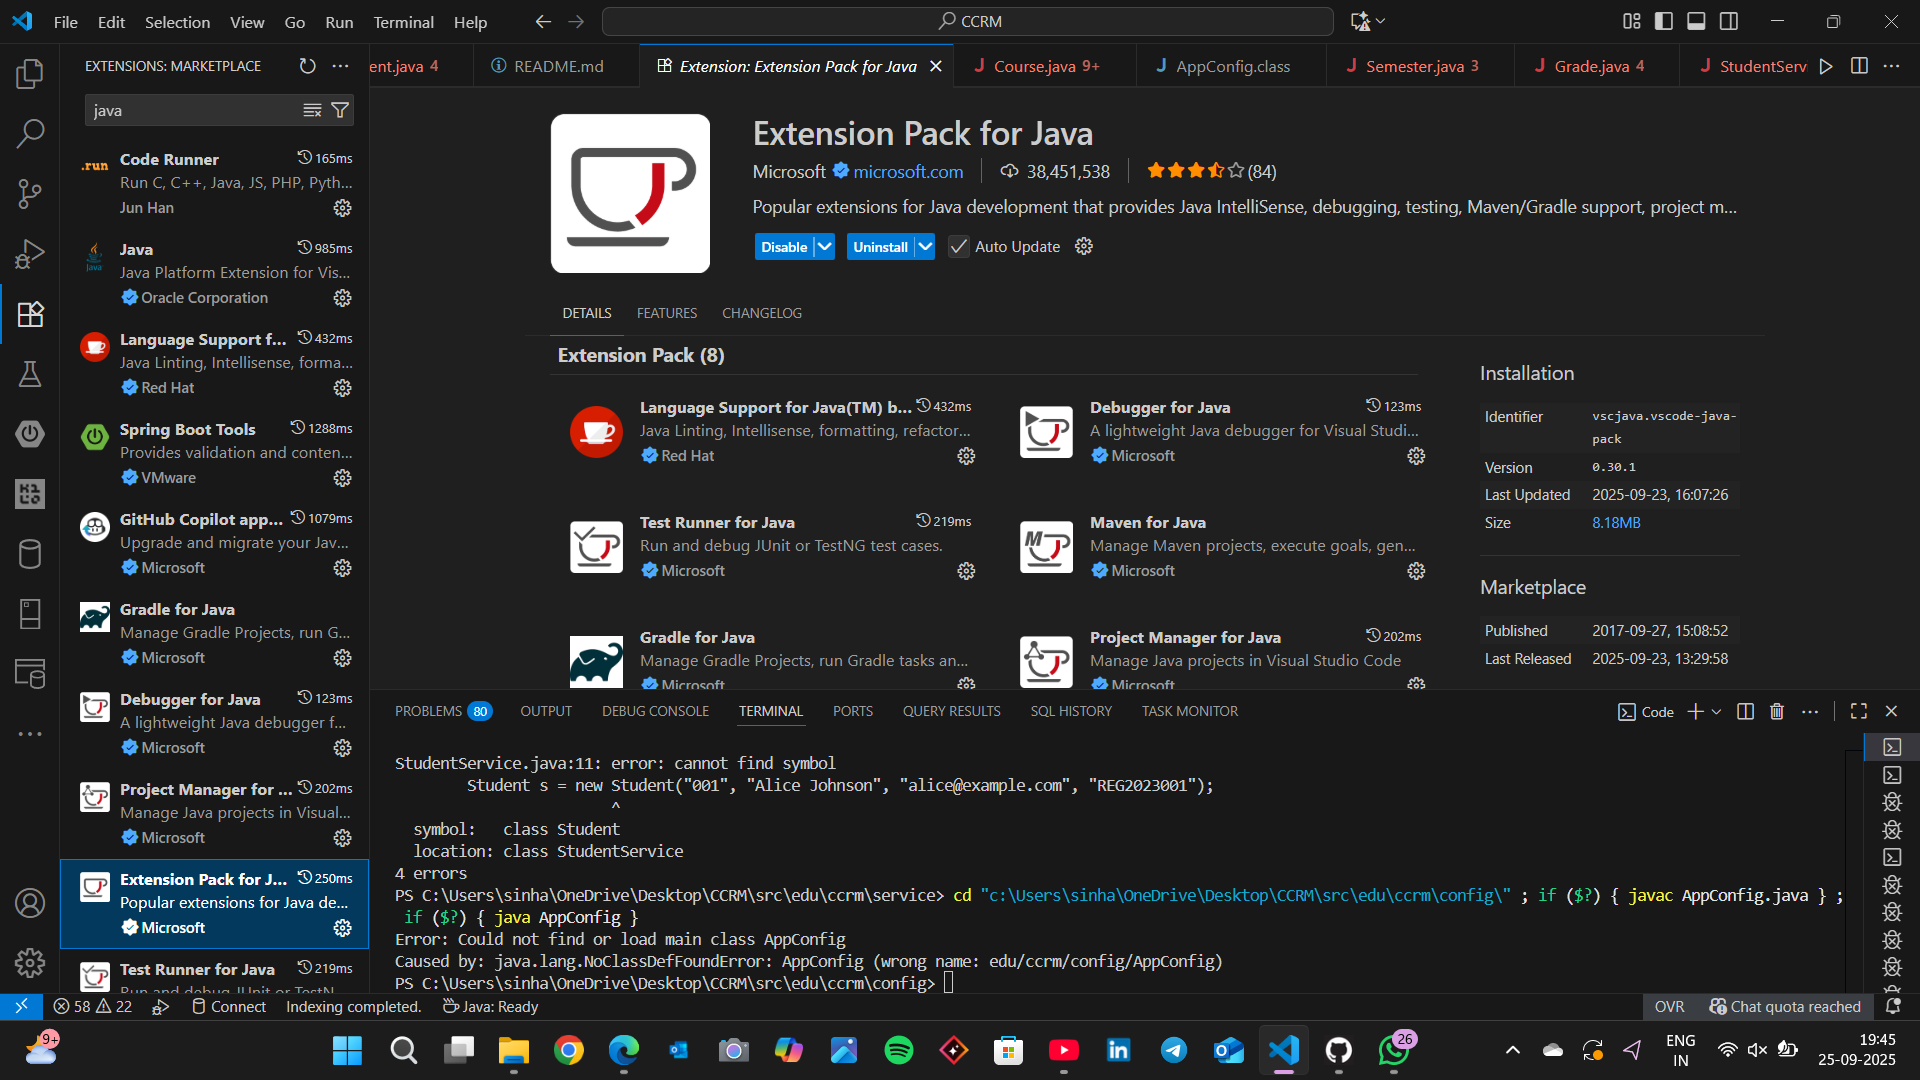 File Edit Selection View Go Run Terminal Help
CCRM
EXTENSIONS: MARKETPLACE
java
Code Runner 165ms
Run C, C++, Java, JS, PHP, Pyth...
Jun Han
Java 985ms
Java Platform Extension for Vis...
Oracle Corporation
Language Support f... 432ms
Java Linting, Intellisense, forma...
Red Hat
Spring Boot Tools 1288ms
Provides validation and conten...
VMware
GitHub Copilot app... 1079ms
Upgrade and migrate your Jav...
Microsoft
Gradle for Java
Manage Gradle Projects, run G...
Microsoft
Debugger for Java 123ms
A lightweight Java debugger f...
Microsoft
Project Manager for ... 202ms
Manage Java projects in Visual...
Microsoft
Extension Pack for J... 250ms
Popular extensions for Java de...
Microsoft
Test Runner for Java 219ms
Run and debug JUnit or TestN
ent.java 4
README.md
Extension: Extension Pack for Java
Course.java 9+
AppConfig.class
Semester.java 3
Grade.java 4
StudentServ
Extension Pack for Java
Microsoft microsoft.com 38,451,538 (84)
Popular extensions for Java development that provides Java IntelliSense, debugging, testing, Maven/Gradle support, project m...
Disable Uninstall Auto Update
DETAILS FEATURES CHANGELOG
Extension Pack (8)
Language Support for Java(TM) b... 432ms
Java Linting, Intellisense, formatting, refactor...
Red Hat
Debugger for Java 123ms
A lightweight Java debugger for Visual Studi...
Microsoft
Test Runner for Java 219ms
Run and debug JUnit or TestNG test cases.
Microsoft
Maven for Java
Manage Maven projects, execute goals, gen...
Microsoft
Gradle for Java
Manage Gradle Projects, run Gradle tasks an...
Microsoft
Project Manager for Java 202ms
Manage Java projects in Visual Studio Code
Microsoft
Installation
Identifier vscjava.vscode-java-
pack
Version 0.30.1
Last Updated 2025-09-23, 16:07:26
Size 8.18MB
Marketplace
Published 2017-09-27, 15:08:52
Last Released 2025-09-23, 13:29:58
PROBLEMS 80 OUTPUT DEBUG CONSOLE TERMINAL PORTS QUERY RESULTS SQL HISTORY TASK MONITOR
Code
StudentService.java:11: error: cannot find symbol
Student s = new Student("001", "Alice Johnson", "alice@example.com", "REG2023001");
^
symbol: class Student
location: class StudentService
4 errors
PS C:\Users\sinha\OneDrive\Desktop\CCRM\src\edu\ccrm\service> cd "c:\Users\sinha\OneDrive\Desktop\CCRM\src\edu\ccrm\config\" ; if ($?) { javac AppConfig.java } ;
if ($?) { java AppConfig }
Error: Could not find or load main class AppConfig
Caused by: java.lang.NoClassDefFoundError: AppConfig (wrong name: edu/ccrm/config/AppConfig)
PS C:\Users\sinha\OneDrive\Desktop\CCRM\src\edu\ccrm\config>
58 22 Connect Indexing completed. Java: Ready
OVR Chat quota reached
9+
26
ENG
IN
19:45
25-09-2025